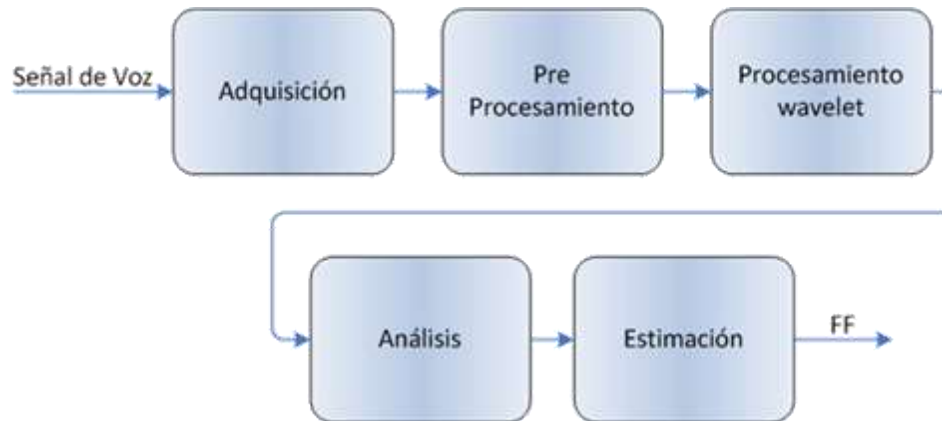 Señal de Voz
Adquisición
Pre
Procesamiento
Procesamiento
wavelet
Análisis
Estimación
FF